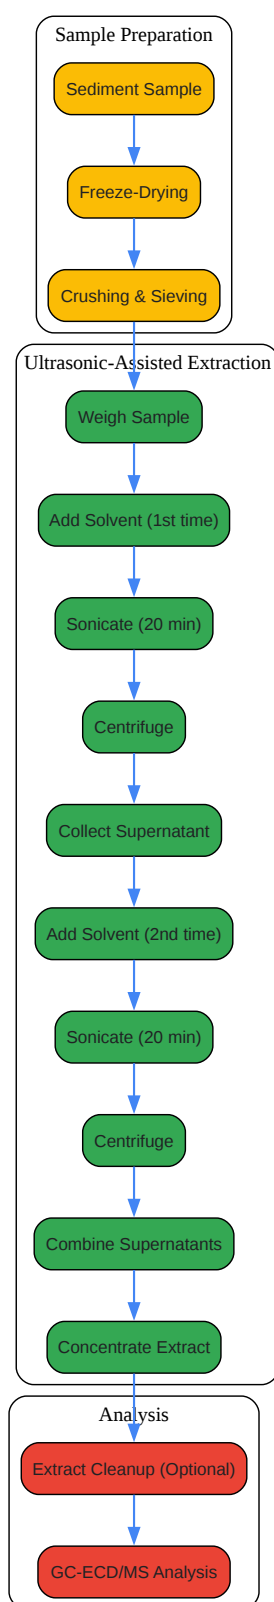 Sample Preparation
Sediment Sample
Freeze-Drying
Crushing & Sieving
Ultrasonic-Assisted Extraction
Weigh Sample
Add Solvent (1st time)
Sonicate (20 min)
Centrifuge
Collect Supernatant
Add Solvent (2nd time)
Sonicate (20 min)
Centrifuge
Combine Supernatants
Concentrate Extract
Analysis
Extract Cleanup (Optional)
GC-ECD/MS Analysis